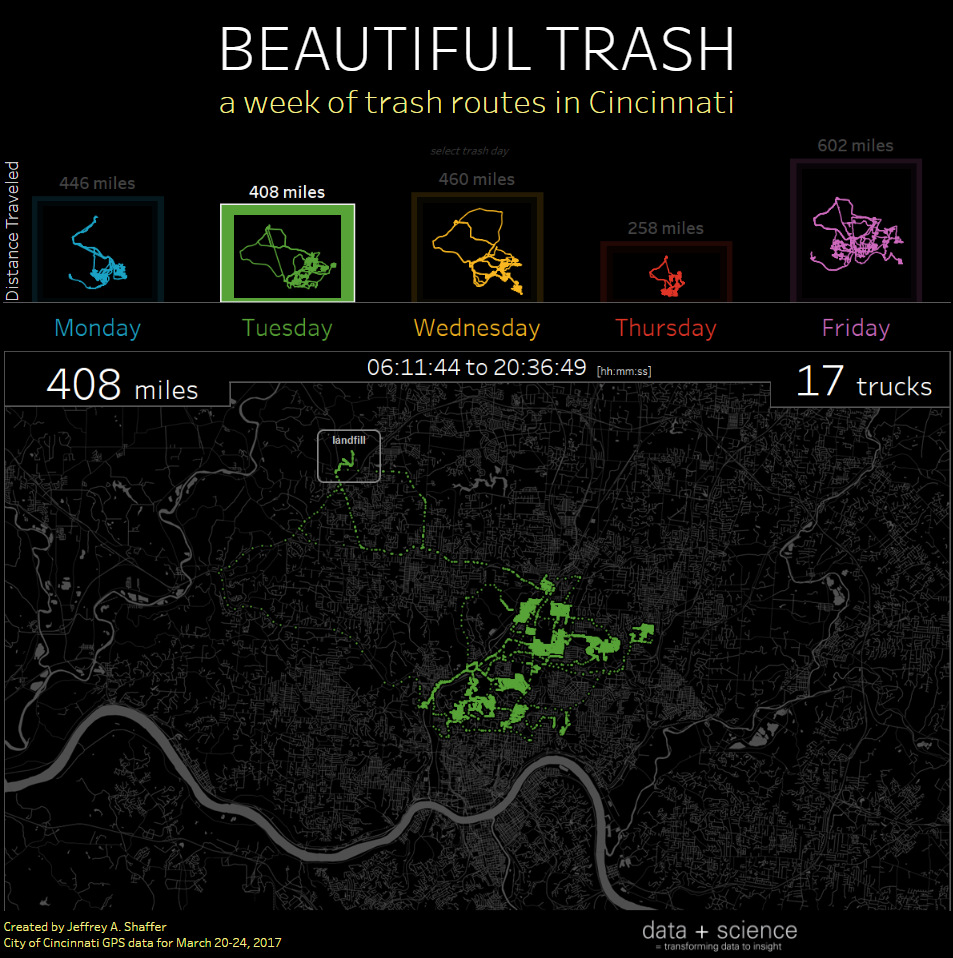 BEAUTIFUL TRASH
a week of trash routes in Cincinnati
select trash day
Distance Traveled
446 miles
408 miles
460 miles
258 miles
602 miles
Monday
Tuesday
Wednesday
Thursday
Friday
408 miles
06:11:44 to 20:36:49 [hh:mm:ss]
17 trucks
landfill
Created by Jeffrey A. Shaffer
City of Cincinnati GPS data for March 20-24, 2017
data + science
= transforming data to insight